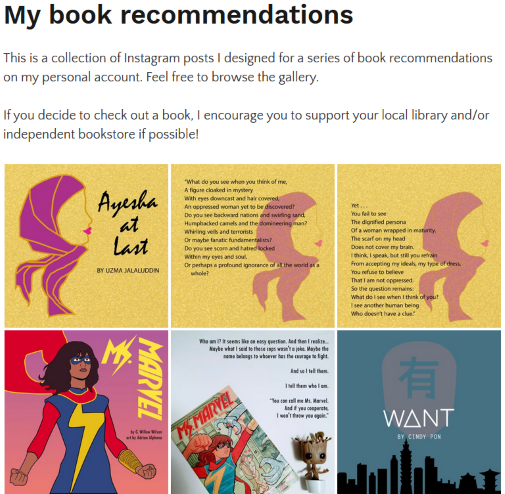 My book recommendations
This is a collection of Instagram posts I designed for a series of book recommendations
on my personal account. Feel free to browse the gallery.
If you decide to check out a book, I encourage you to support your local library and/or
independent bookstore if possible!
Ayesha
at
Last
BY UZMA JALALUDDIN
"What do you see when you think of me,
A figure cloaked in mystery
With eyes downcast and hair covered,
An oppressed woman yet to be discovered?
Do you see backward nations and swirling sand,
Humpbacked camels and the domineering man?
Whirling veils and terrorists
Or maybe fanatic fundamentalists?
Do you see scorn and hatred locked
Within my eyes and soul,
Or perhaps a profound ignorance of all the world as a
whole?
Yet . . .
You fail to see
The dignified persona
Of a woman wrapped in maturity.
The scarf on my head
Does not cover my brain.
I think, I speak, but still you refrain
From accepting my ideals, my type of dress,
You refuse to believe
That I am not oppressed.
So the question remains:
What do I see when I think of you?
I see another human being
Who doesn't have a clue."
MS.
MARVEL
by G. Willow Wilson
art by Adrian Alphona
Who am I? It seems like an easy question. And then I realize...
Maybe what I said to those cops wasn't a joke. Maybe the
name belongs to whoever has the courage to fight.
And so I tell them.
I tell them who I am.
"You can call me Ms. Marvel.
And if you cooperate,
I won't throw you again."
MS. MARVEL
有
WANT
BY CINDY PON